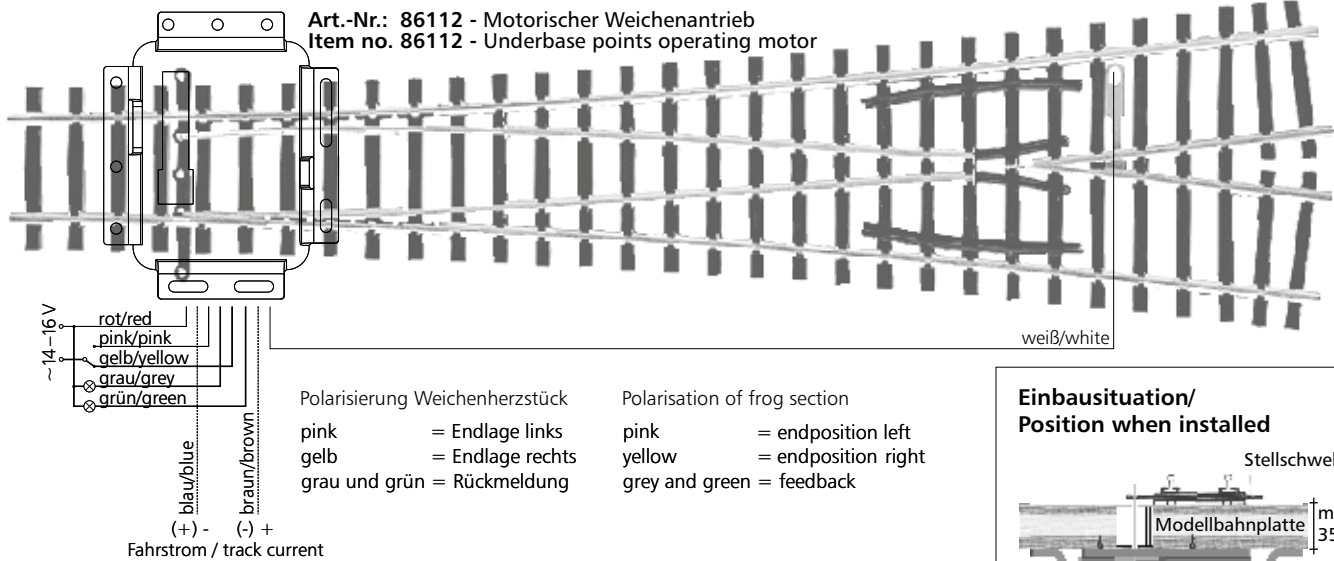 Art.-Nr.: 86112 - Motorischer Weichenantrieb
Item no. 86112 - Underbase points operating motor
~14–16 V
rot/red
pink/pink
gelb/yellow
grau/grey
grün/green
weiß/white
blau/blue
braun/brown
(+) - (-) +
Fahrstrom / track current
Polarisierung Weichenherzstück
pink = Endlage links
gelb = Endlage rechts
grau und grün = Rückmeldung
Polarisation of frog section
pink = endposition left
yellow = endposition right
grey and green = feedback
Einbausituation/
Position when installed
Modellbahnplatte
35